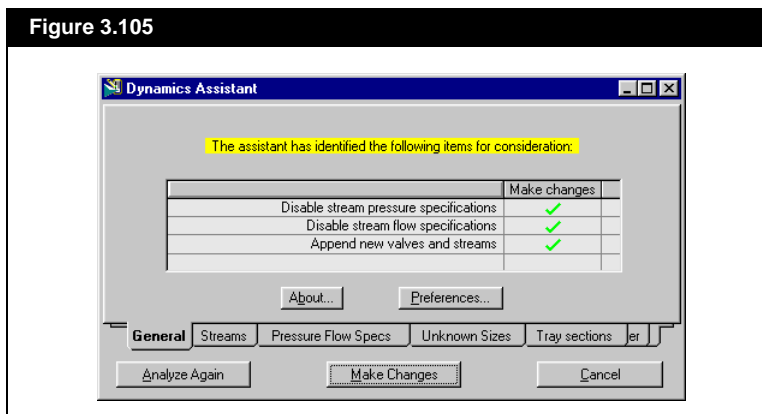 Figure 3.105
Dynamics Assistant
The assistant has identified the following items for consideration:
Make changes
Disable stream pressure specifications
Disable stream flow specifications
Append new valves and streams
About... Preferences...
General Streams Pressure Flow Specs Unknown Sizes Tray sections er
Analyze Again Make Changes Cancel